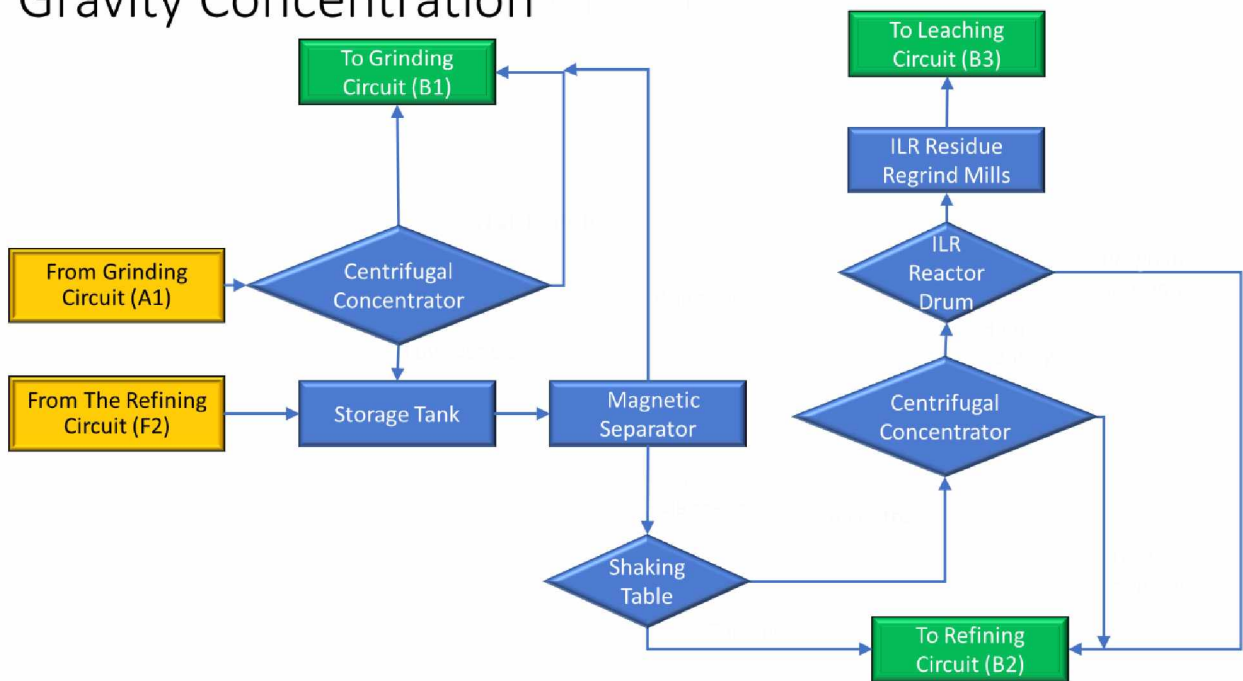 Gravity Concentration
To Grinding
Circuit (B1)
To Leaching
Circuit (B3)
ILR Residue
Regrind Mills
From Grinding
Circuit (A1)
Centrifugal
Concentrator
ILR
Reactor
Drum
From The Refining
Circuit (F2)
Storage Tank
Magnetic
Separator
Centrifugal
Concentrator
Shaking
Table
To Refining
Circuit (B2)